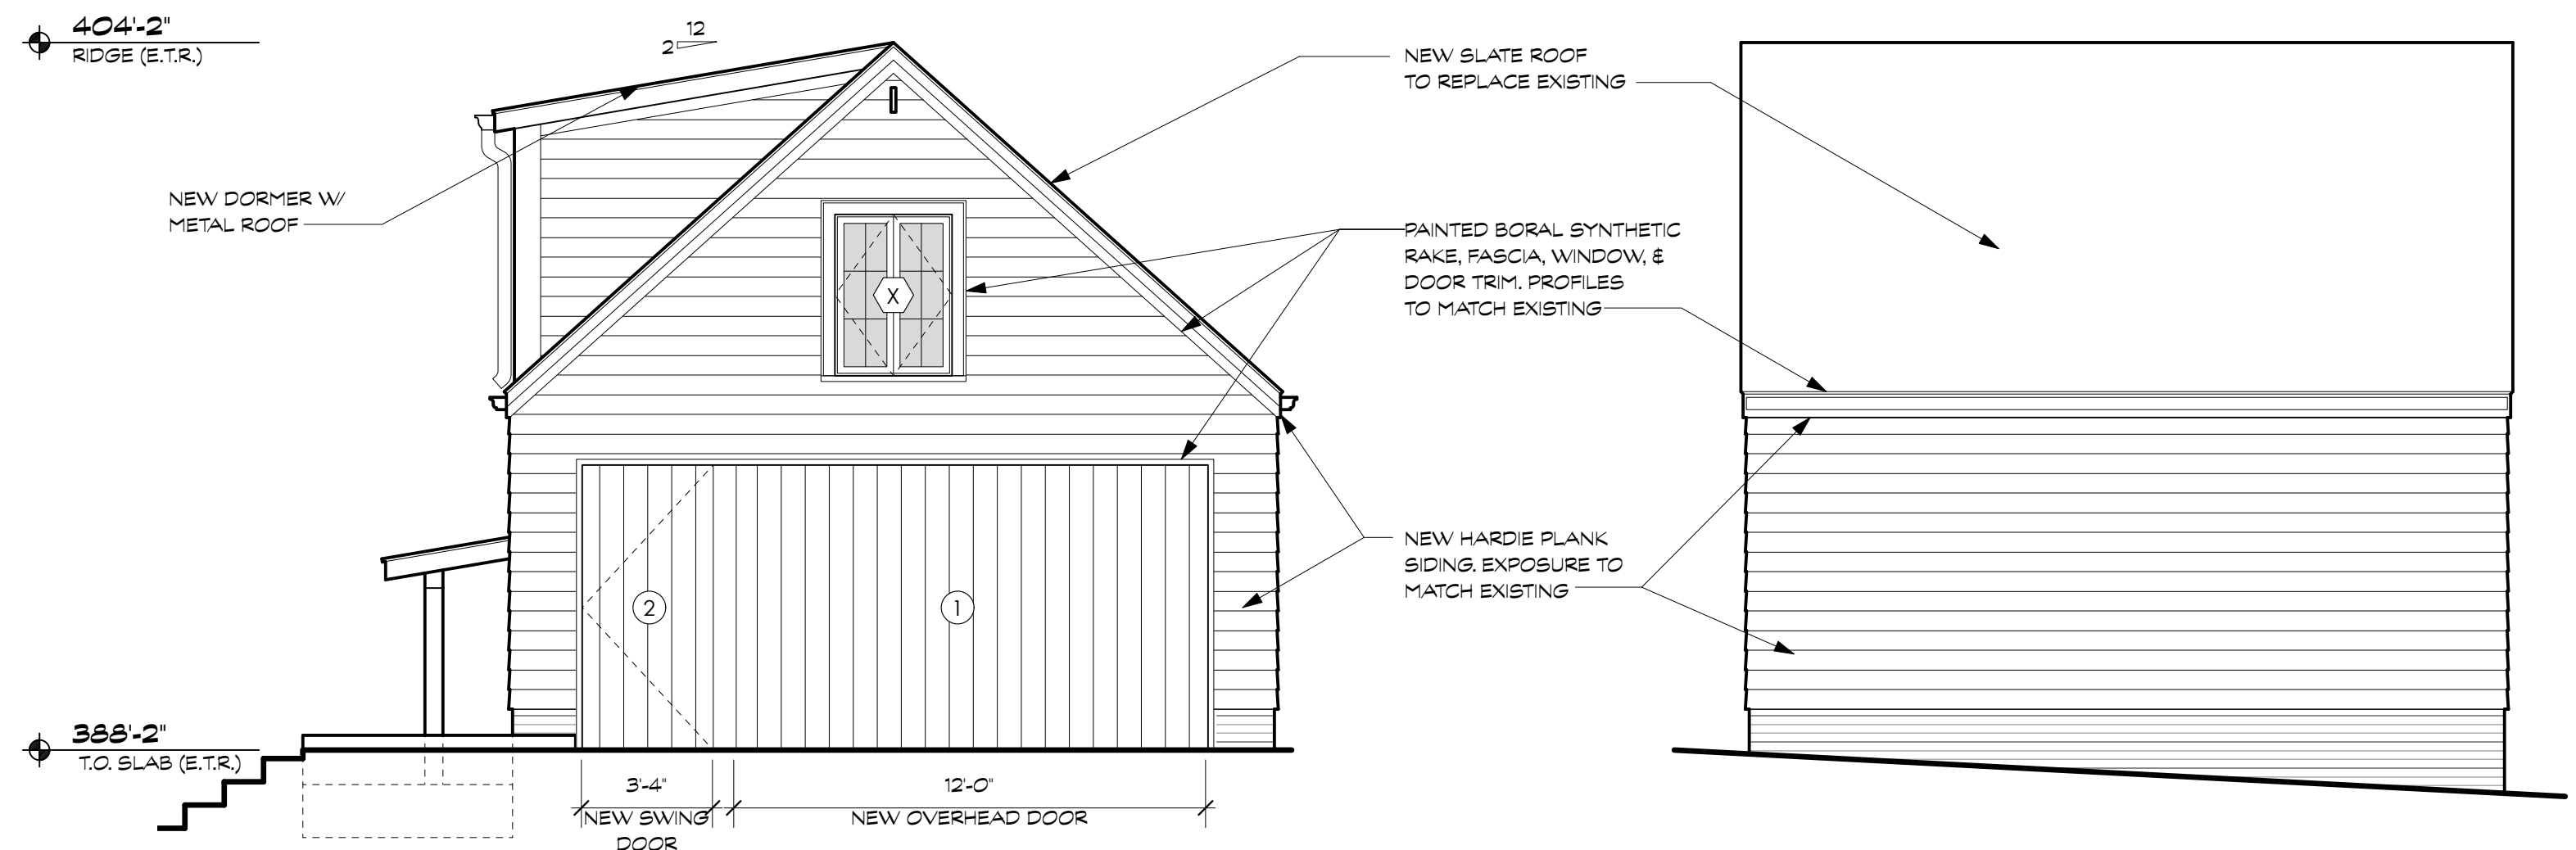 404'-2"
RIDGE (E.T.R.)
12
2
NEW SLATE ROOF
TO REPLACE EXISTING
NEW DORMER W/
METAL ROOF
PAINTED BORAL SYNTHETIC
RAKE, FASCIA, WINDOW, &
DOOR TRIM. PROFILES
TO MATCH EXISTING
X
NEW HARDIE PLANK
SIDING. EXPOSURE TO
MATCH EXISTING
2
1
388'-2"
T.O. SLAB (E.T.R.)
3'-4"
NEW SWING
DOOR
12'-0"
NEW OVERHEAD DOOR